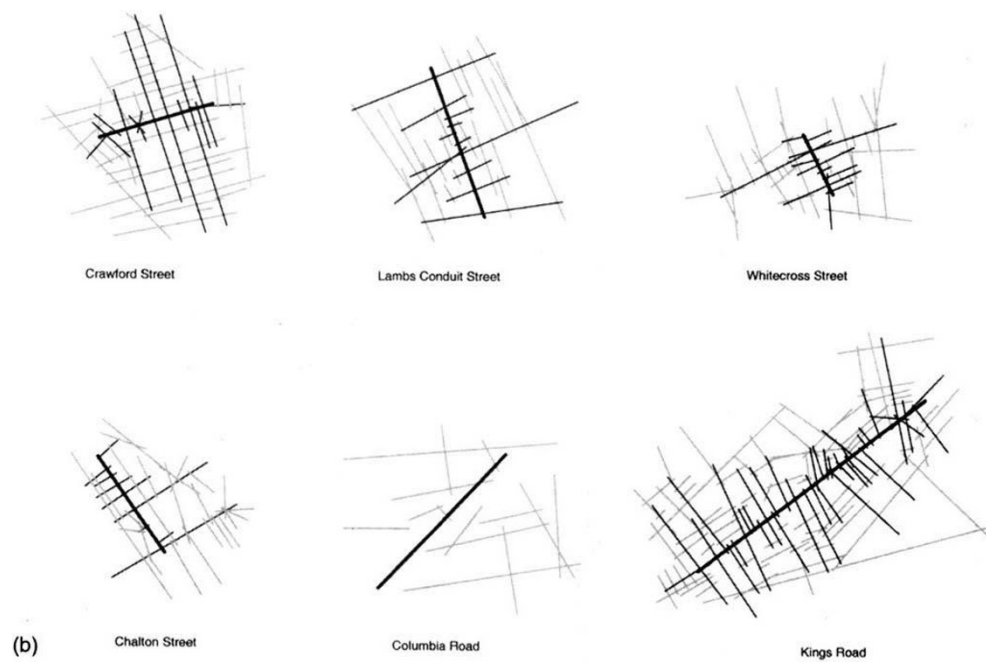 Crawford Street
Lambs Conduit Street
Whitecross Street
(b)
Chalton Street
Columbia Road
Kings Road